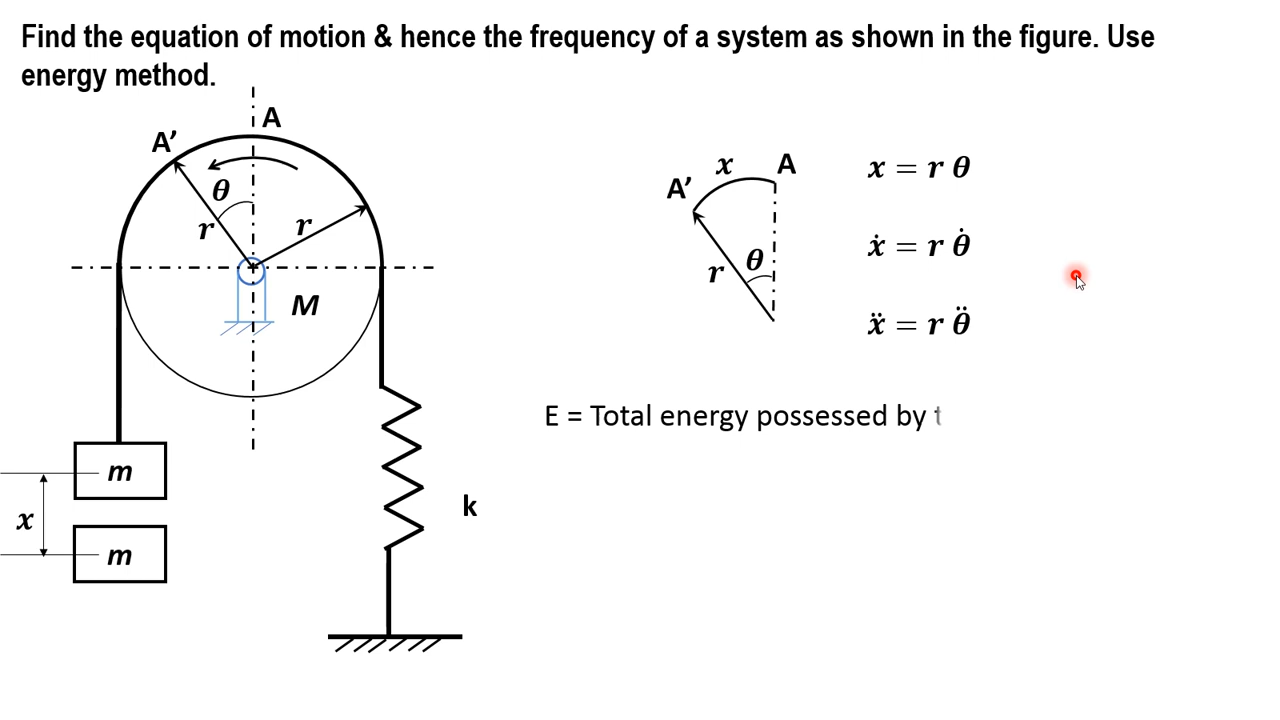 Find the equation of motion & hence the frequency of a system as shown in the figure. Use
energy method.
A
A’
θ
r
r
M
m
x
m
k
x
A
A’
θ
r
x = r θ
ẋ = r θ̇
ẍ = r θ̈
E = Total energy possessed by t